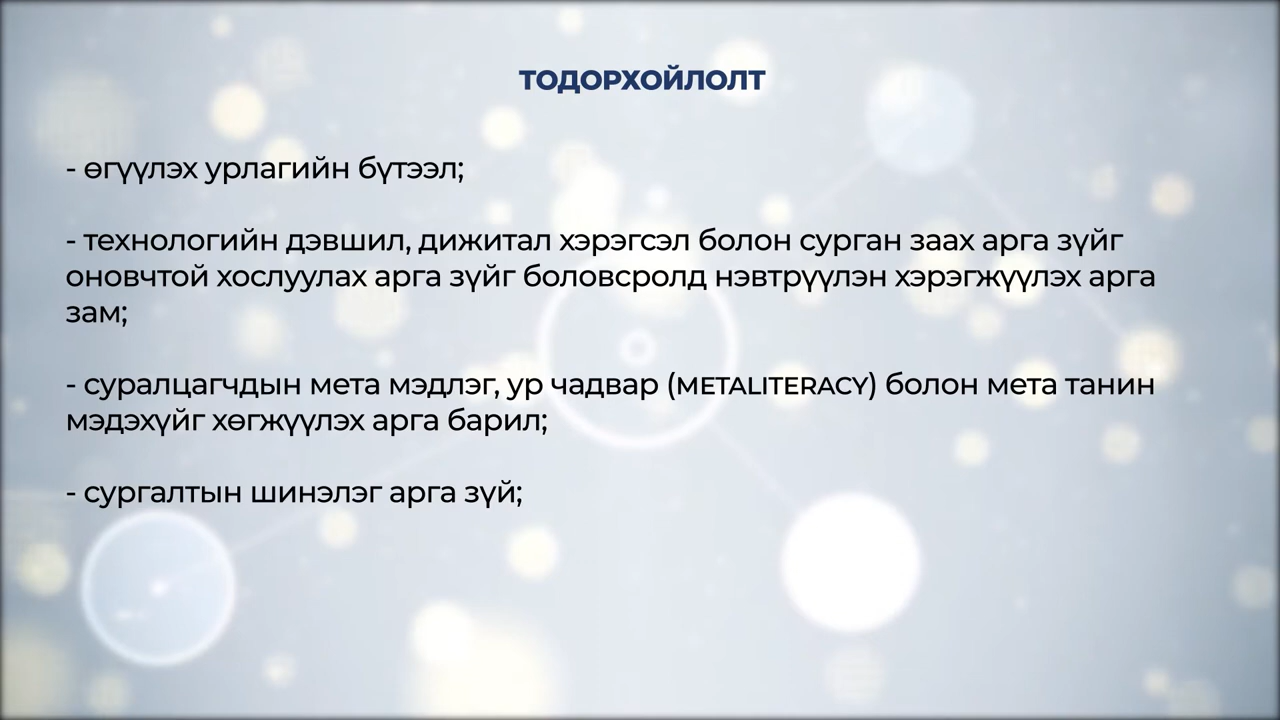 ТОДОРХОЙЛОЛТ
- өгүүлэх урлагийн бүтээл;
- технологийн дэвшил, дижитал хэрэгсэл болон сурган заах арга зүйг
оновчтой хослуулах арга зүйг боловсролд нэвтрүүлэн хэрэгжүүлэх арга
зам;
- суралцагчдын мета мэдлэг, ур чадвар (METALITERACY) болон мета танин
мэдэхүйг хөгжүүлэх арга барил;
- сургалтын шинэлэг арга зүй;